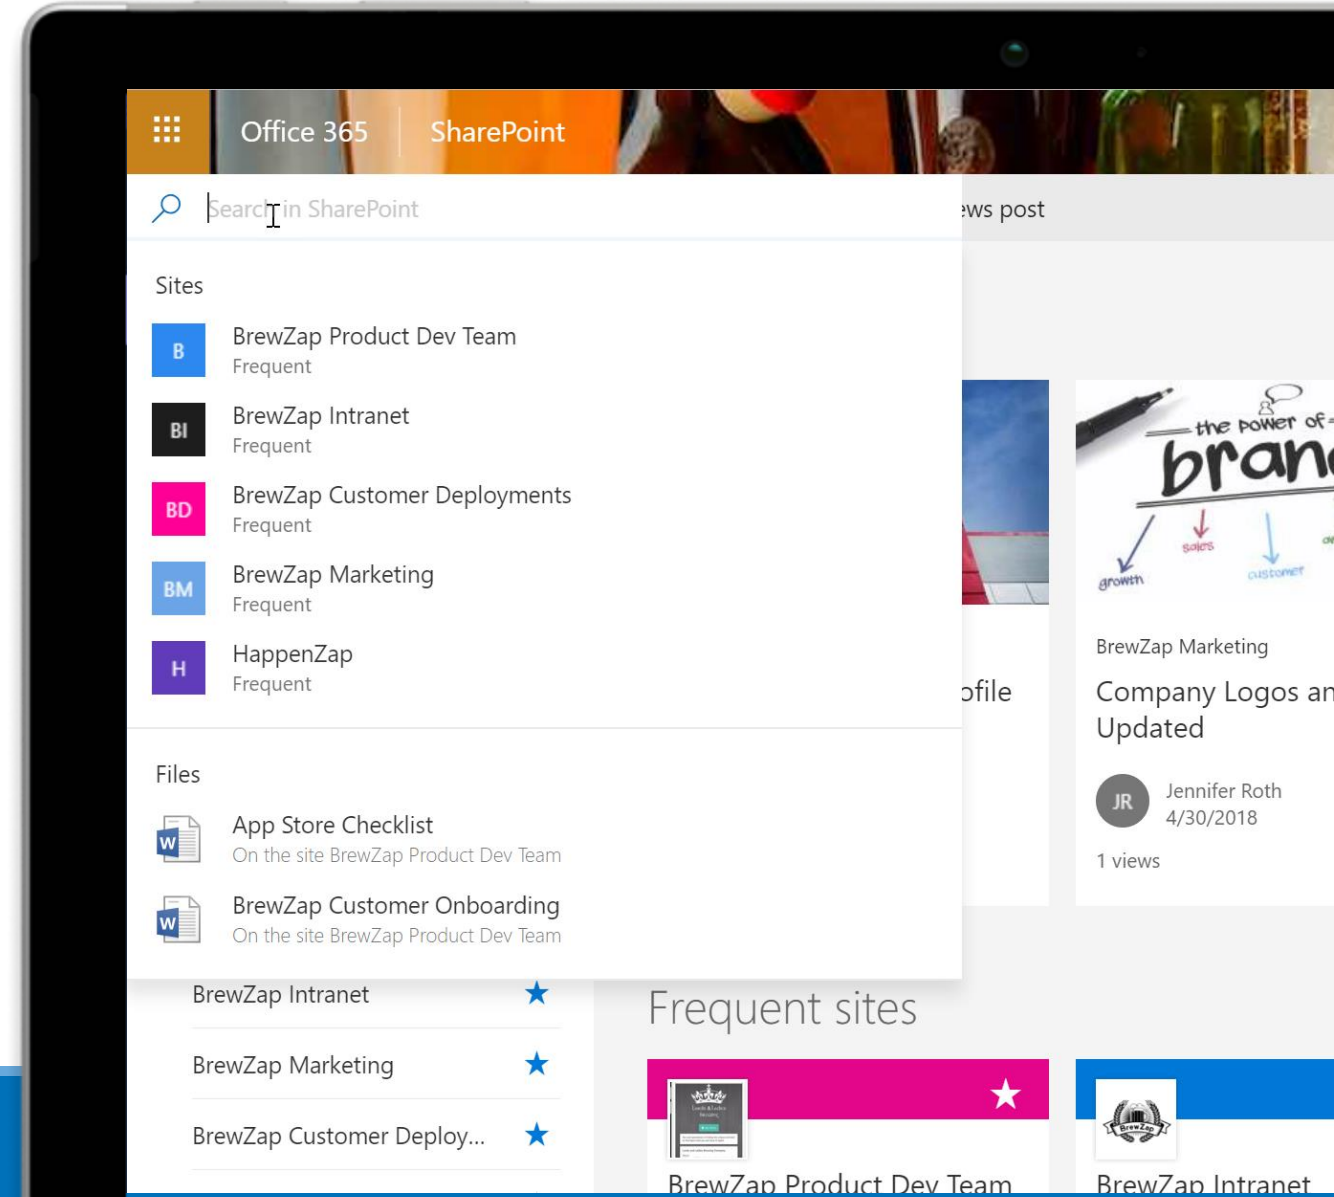 Office 365
SharePoint
Search in SharePoint
ews post
Sites
B
BrewZap Product Dev Team
Frequent
BI
BrewZap Intranet
Frequent
BD
BrewZap Customer Deployments
Frequent
BM
BrewZap Marketing
Frequent
H
HappenZap
Frequent
Files
W
App Store Checklist
On the site BrewZap Product Dev Team
W
BrewZap Customer Onboarding
On the site BrewZap Product Dev Team
ofile
the power of
bran
growth
sales
customer
BrewZap Marketing
Company Logos an
Updated
JR
Jennifer Roth
4/30/2018
1 views
BrewZap Intranet
BrewZap Marketing
BrewZap Customer Deploy...
Frequent sites
BrewZap Product Dev Team
BrewZap
BrewZap Intranet